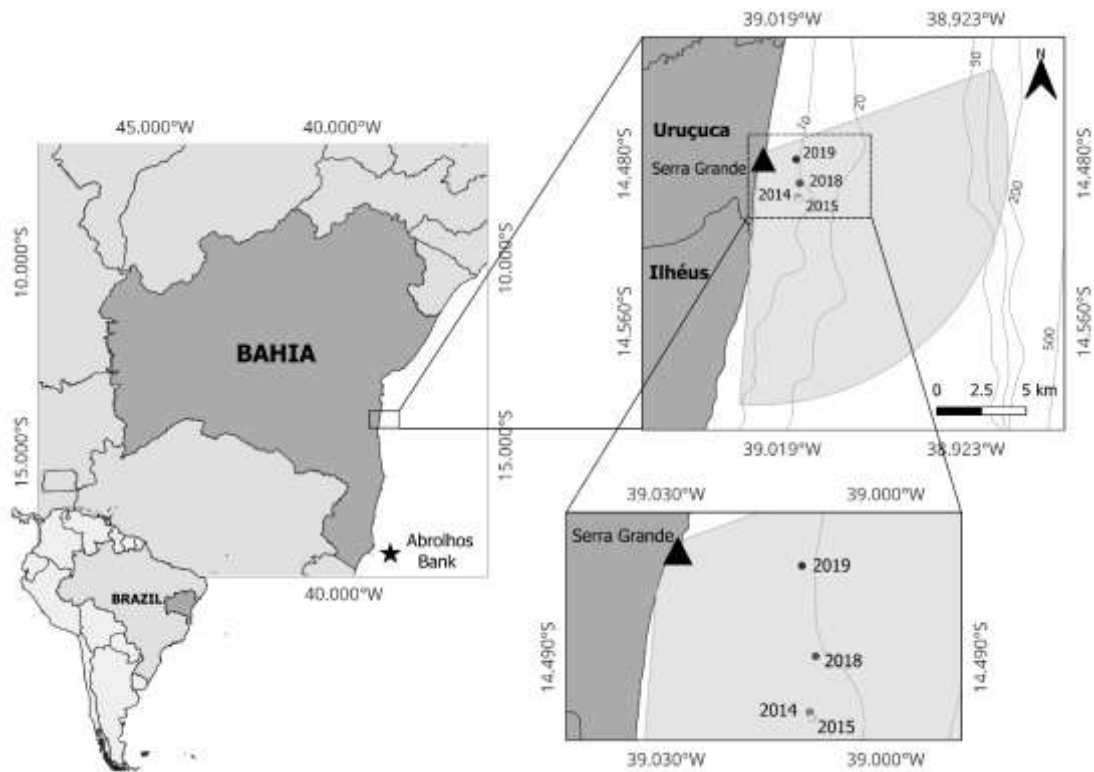 45.000°W
40.000°W
10.000°S
10.000°S
BAHIA
15.000°S
15.000°S
Abrolhos
Bank
40.000°W
BRAZIL
39.019°W
38.923°W
N
Uruçuca
10
20
200
2019
Serra Grande
2018
2014
2015
14.480°S
14.480°S
Ilhéus
14.560°S
14.560°S
500
0 2.5 5 km
39.019°W
38.923°W
39.030°W
39.000°W
Serra Grande
2019
14.490°S
14.490°S
2018
2014
2015
39.030°W
39.000°W